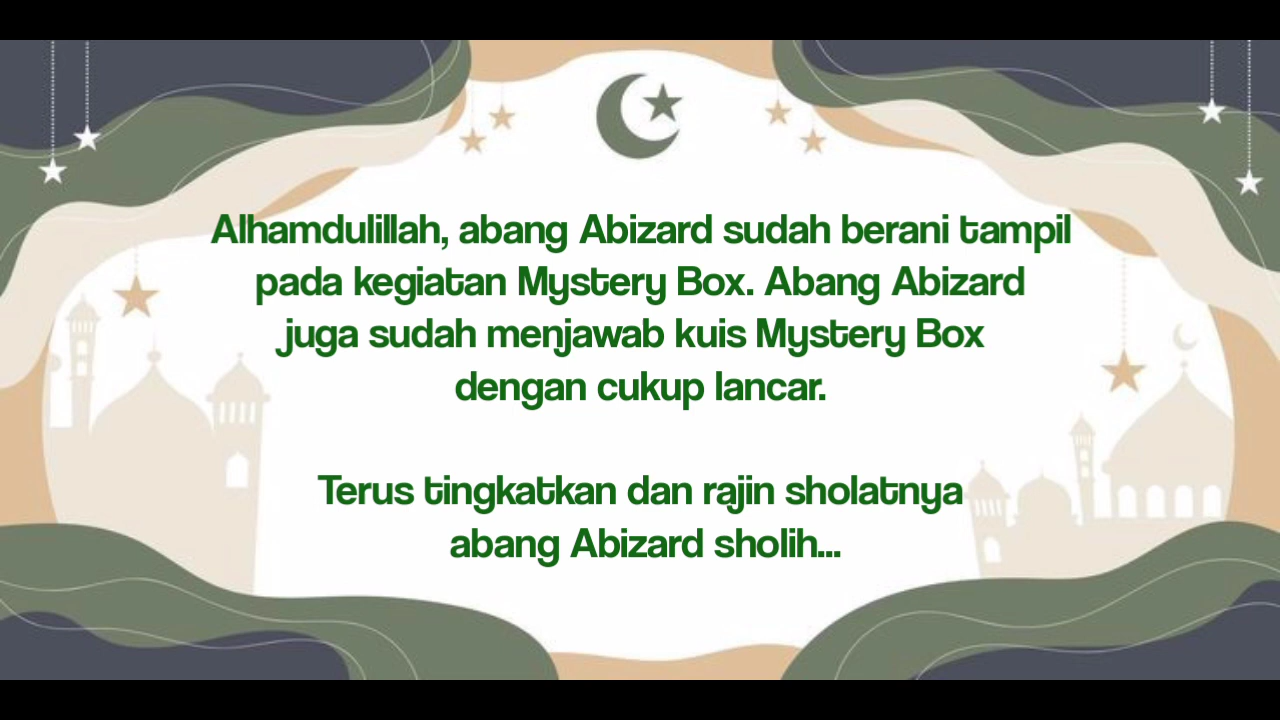 Alhamdulillah, abang Abizard sudah berani tampil
pada kegiatan Mystery Box. Abang Abizard
juga sudah menjawab kuis Mystery Box
dengan cukup lancar.
Terus tingkatkan dan rajin sholatnya
abang Abizard sholih...